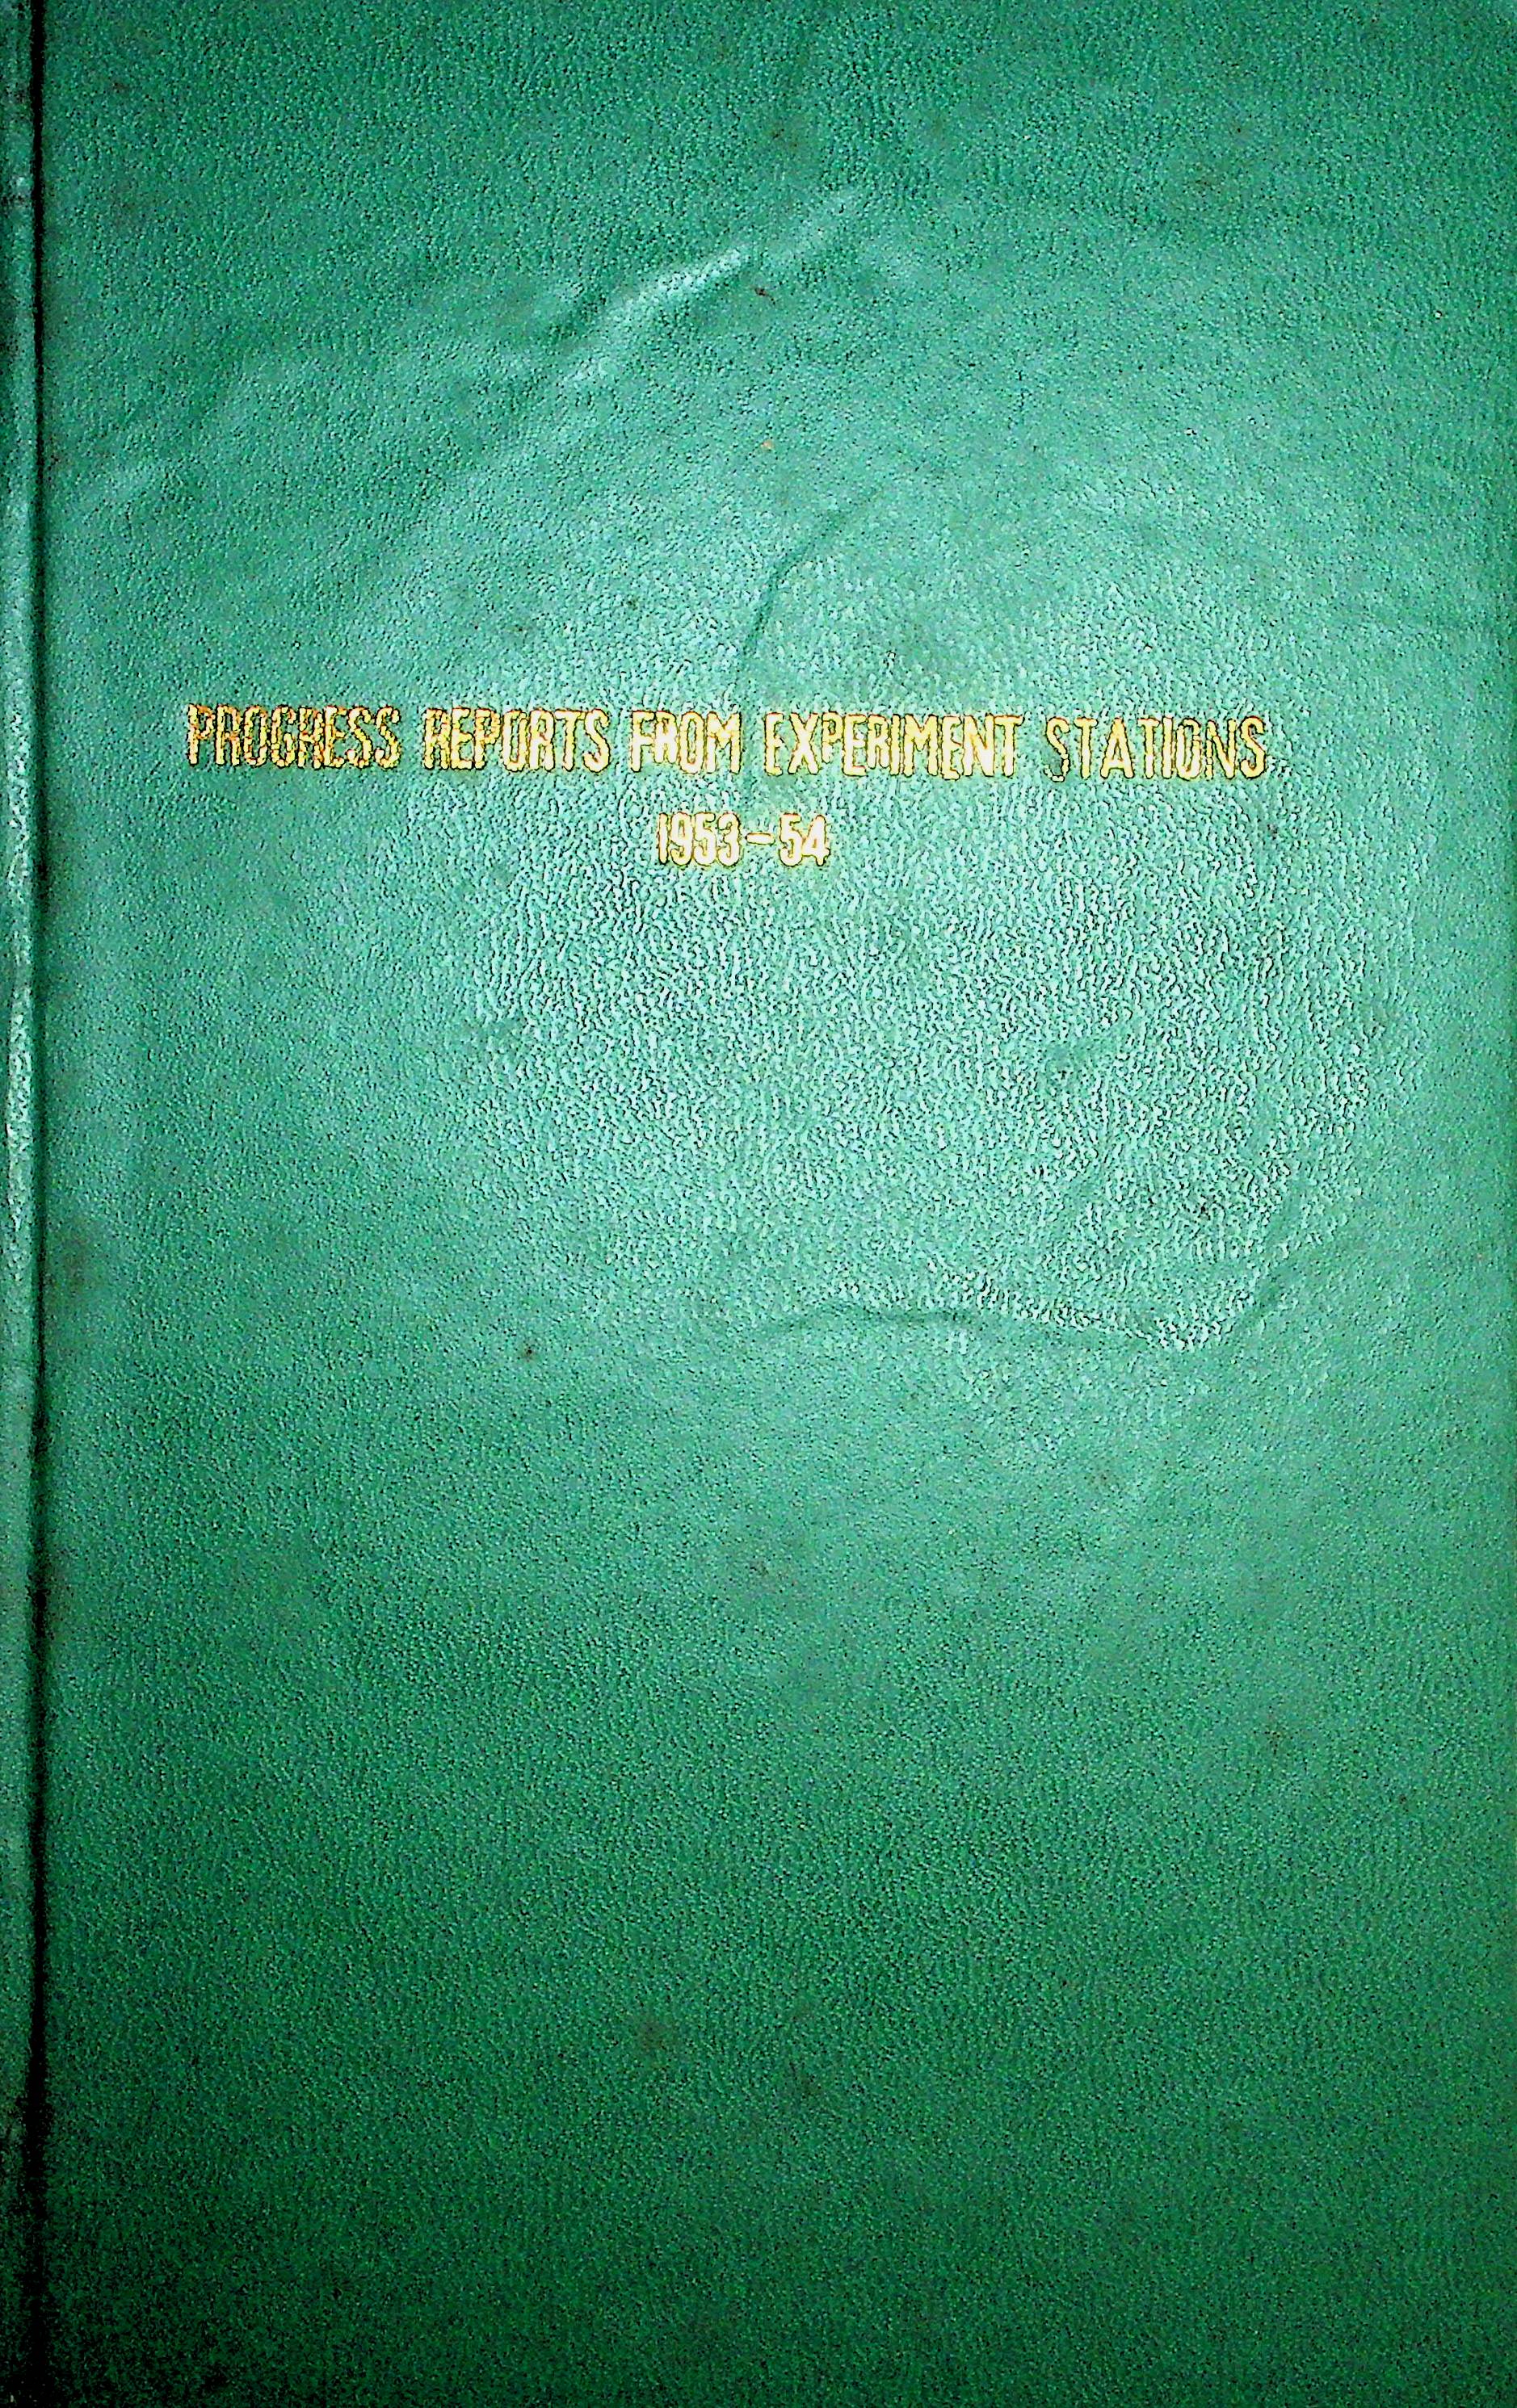 PROGRESS REPORTS FROM EXPERIMENT STATIONS
1953-54